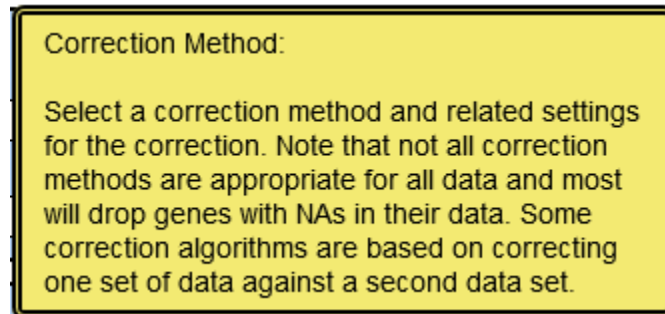 Correction Method:
Select a correction method and related settings
for the correction. Note that not all correction
methods are appropriate for all data and most
will drop genes with NAs in their data. Some
correction algorithms are based on correcting
one set of data against a second data set.